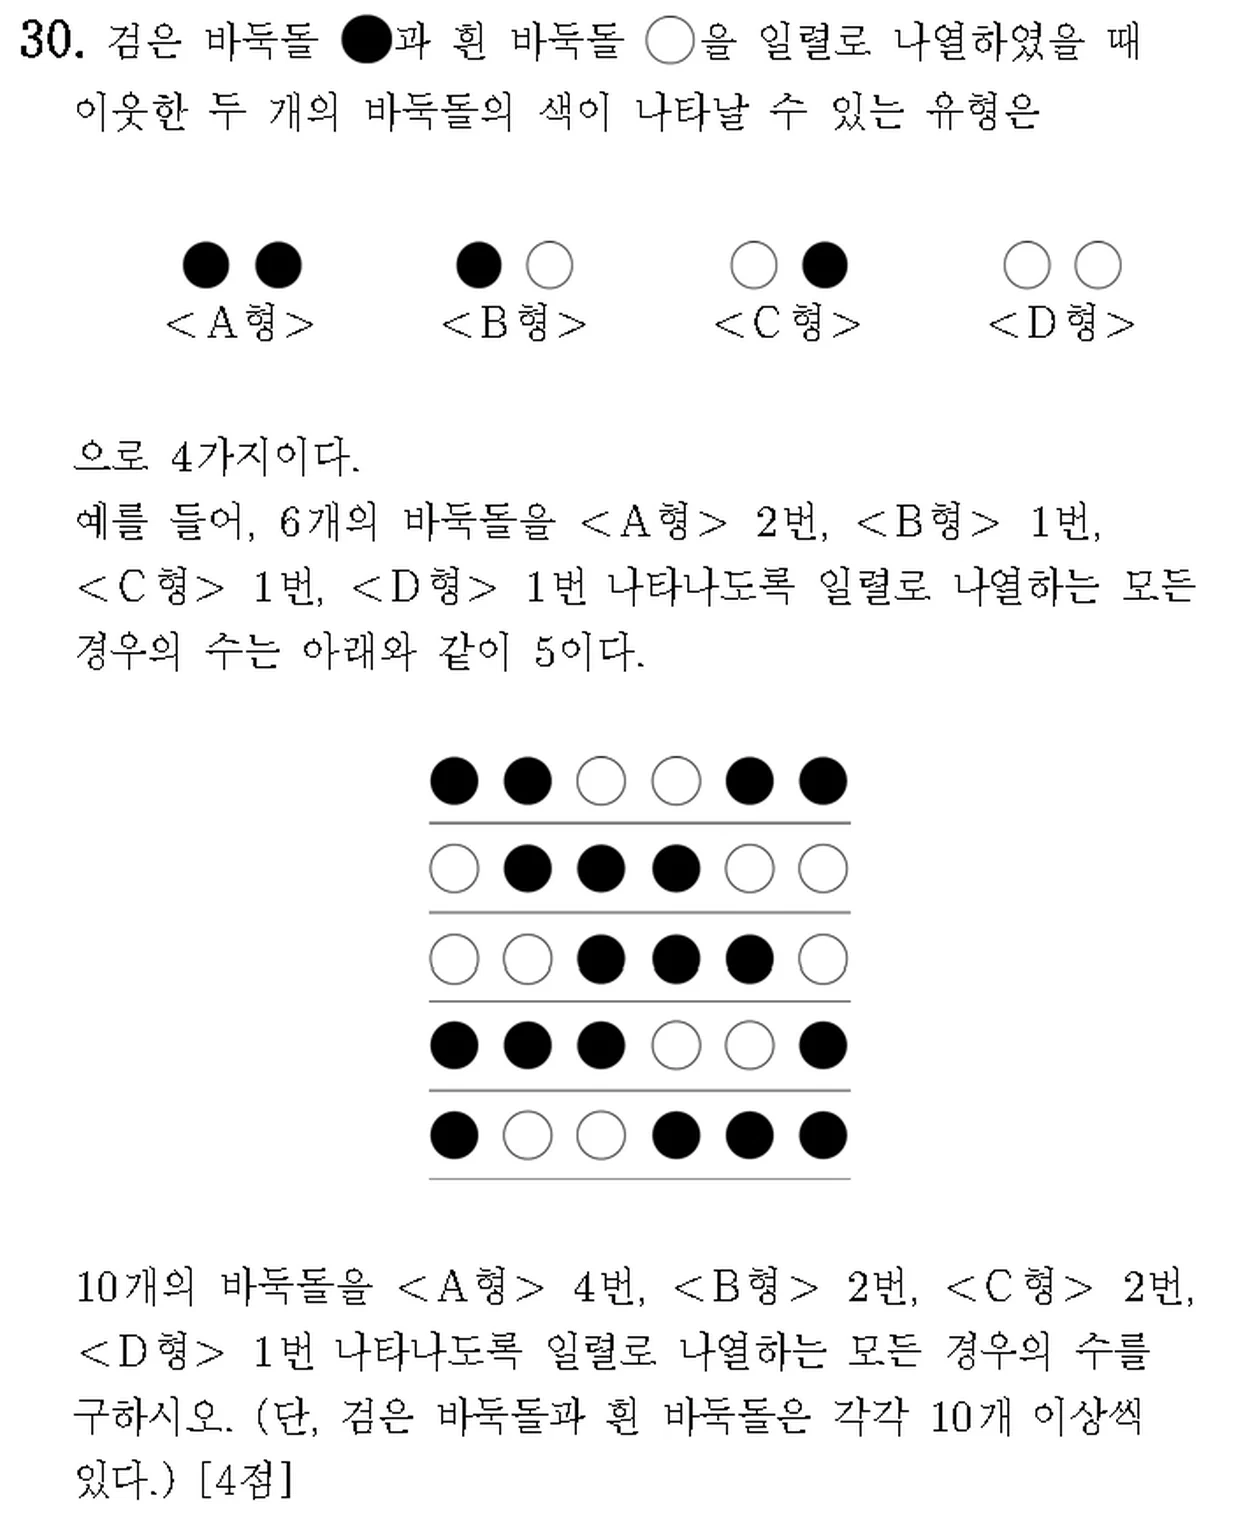 30. 검은 바둑돌 ●과 흰 바둑돌 ○을 일렬로 나열하였을 때
이웃한 두 개의 바둑돌의 색이 나타날 수 있는 유형은
<A형> <B형> <C형> <D형>
으로 4가지이다.
예를 들어, 6개의 바둑돌을 <A형> 2번, <B형> 1번,
<C형> 1번, <D형> 1번 나타나도록 일렬로 나열하는 모든
경우의 수는 아래와 같이 5이다.
10개의 바둑돌을 <A형> 4번, <B형> 2번, <C형> 2번,
<D형> 1번 나타나도록 일렬로 나열하는 모든 경우의 수를
구하시오. (단, 검은 바둑돌과 흰 바둑돌은 각각 10개 이상씩
있다.) [4점]